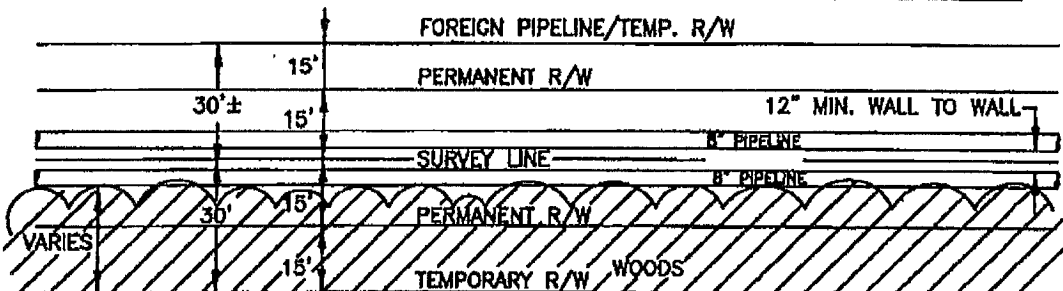 FOREIGN PIPELINE/TEMP. R/W
15'
PERMANENT R/W
30'±
15'
12" MIN. WALL TO WALL
8" PIPELINE
SURVEY LINE
8" PIPELINE
30'
15'
PERMANENT R/W
VARIES
15'
WOODS
TEMPORARY R/W